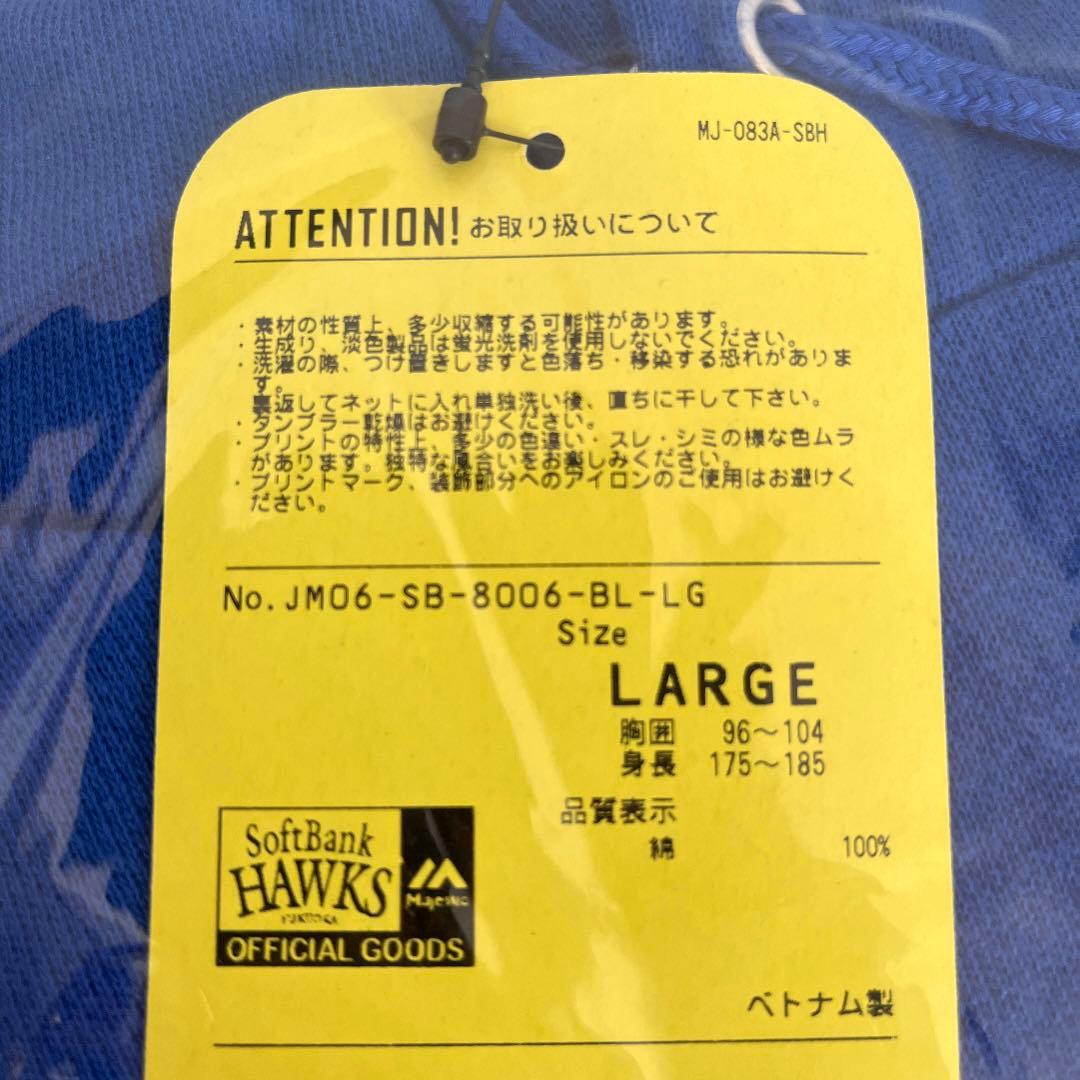 MJ-083A-SBH
ATTENTION! お取り扱いについて
・素材の性質上、多少収縮する可能性があります。
・生成り、淡色製品は蛍光洗剤を使用しないでください。
・洗濯の際、つけ置きしますと色落ち・移染する恐れがありま
す。
裏返してネットに入れ単独洗い後、直ちに干して下さい。
・タンブラー乾燥はお避けください。
・プリントの特性上、多少の色違い・スレ・シミの様な色ムラ
があります。独特な風合いをお楽しみください。
・プリントマーク、装飾部分へのアイロンのご使用はお避けく
ださい。
No.JM06-SB-8006-BL-LG
Size
LARGE
胸囲 96〜104
身長 175〜185
品質表示
綿 100%
SoftBank
HAWKS
FUKUOKA
Majestic
OFFICIAL GOODS
ベトナム製